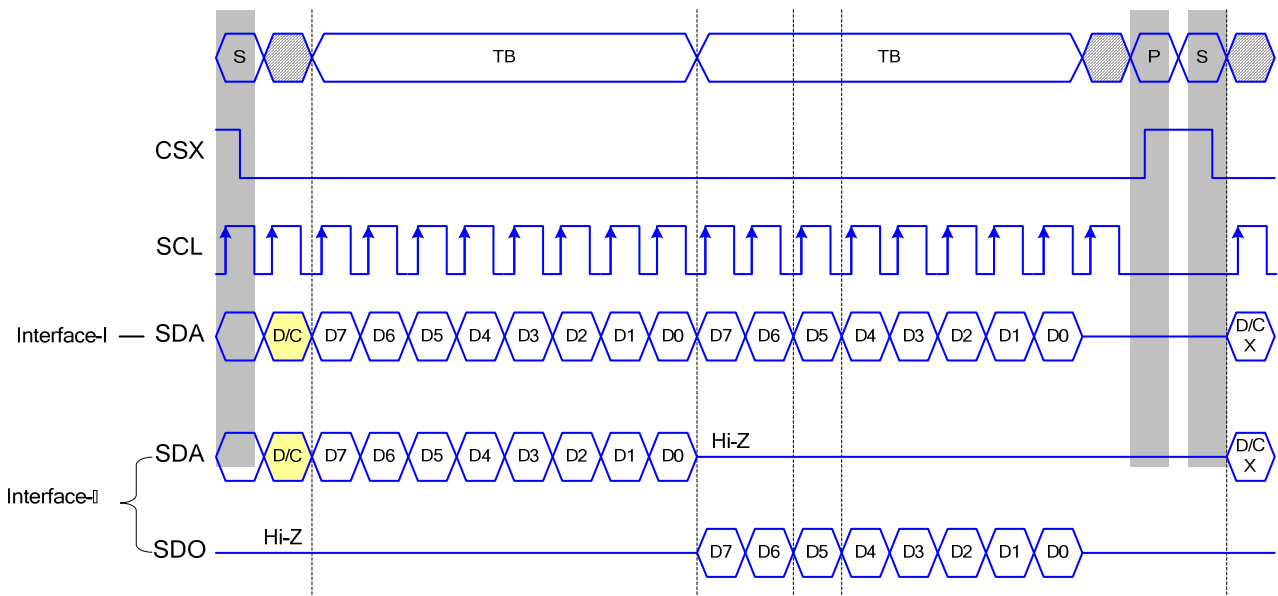 S TB TB P S
CSX
SCL
Interface-I SDA D/C D7 D6 D5 D4 D3 D2 D1 D0 D7 D6 D5 D4 D3 D2 D1 D0 D/C
X
Hi-Z
SDA D/C D7 D6 D5 D4 D3 D2 D1 D0 D/C
X
Interface-
Hi-Z
SDO D7 D6 D5 D4 D3 D2 D1 D0